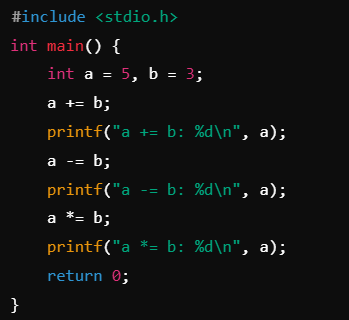 #include <stdio.h>
int main() {
    int a = 5, b = 3;
    a += b;
    printf("a += b: %d\n", a);
    a -= b;
    printf("a -= b: %d\n", a);
    a *= b;
    printf("a *= b: %d\n", a);
    return 0;
}